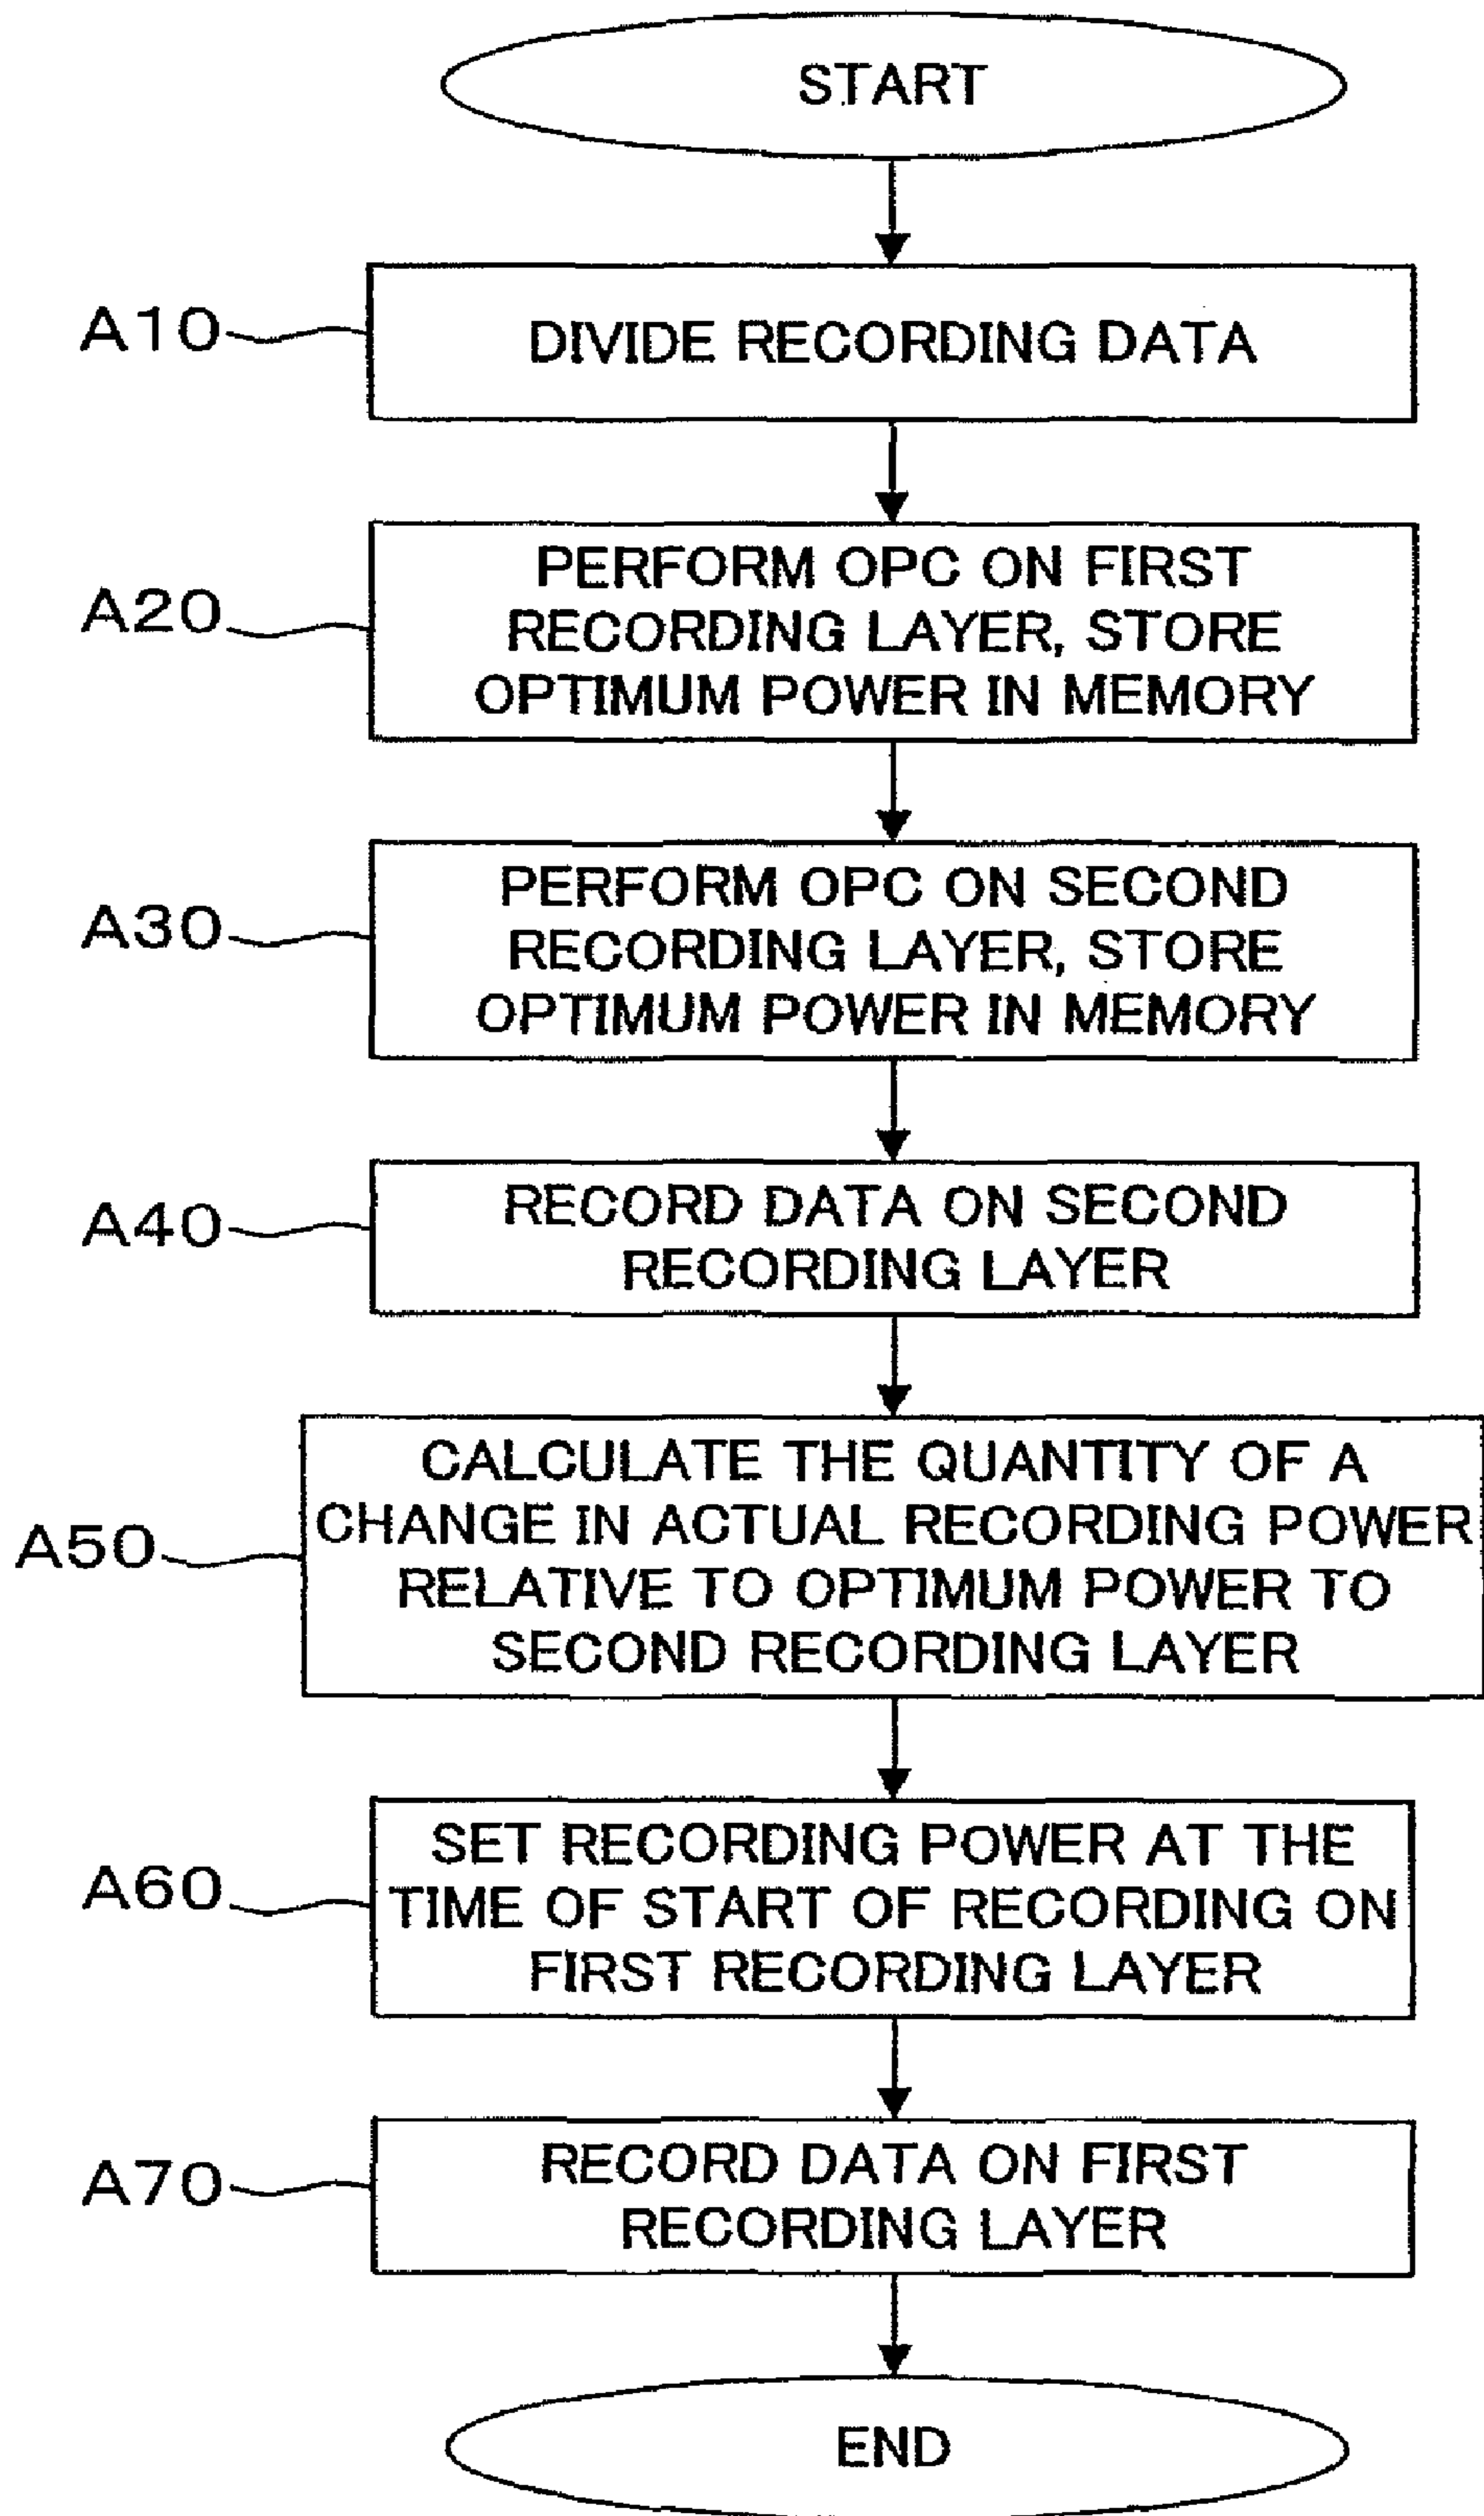 START
A10
DIVIDE RECORDING DATA
A20
PERFORM OPC ON FIRST
RECORDING LAYER, STORE
OPTIMUM POWER IN MEMORY
A30
PERFORM OPC ON SECOND
RECORDING LAYER, STORE
OPTIMUM POWER IN MEMORY
A40
RECORD DATA ON SECOND
RECORDING LAYER
A50
CALCULATE THE QUANTITY OF A
CHANGE IN ACTUAL RECORDING POWER
RELATIVE TO OPTIMUM POWER TO
SECOND RECORDING LAYER
A60
SET RECORDING POWER AT THE
TIME OF START OF RECORDING ON
FIRST RECORDING LAYER
A70
RECORD DATA ON FIRST
RECORDING LAYER
END